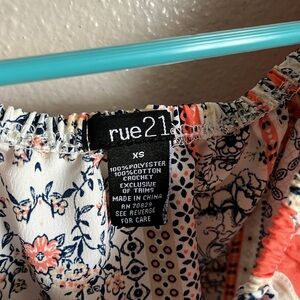 rue21
XS
100% POLYESTER
100% COTTON
CROCHET
EXCLUSIVE
OF TRIMS
MADE IN CHINA
RN 70829
SEE REVERSE
FOR CARE